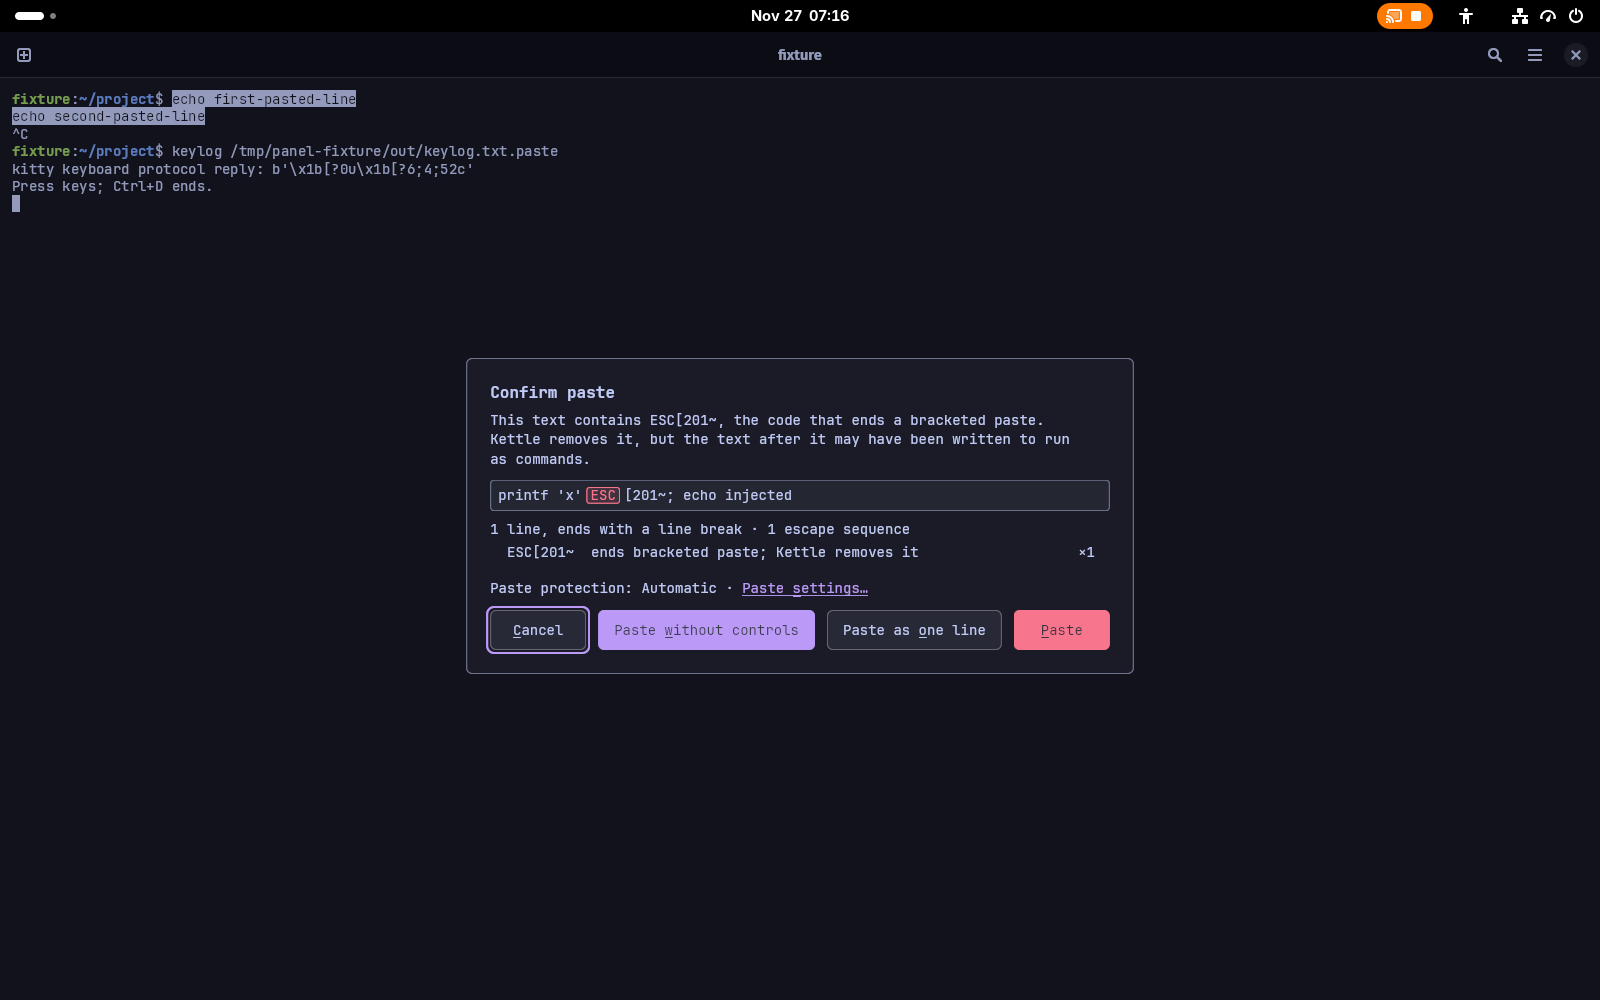 Nov 27 07:16
fixture
fixture:~/project$ echo first-pasted-line
echo second-pasted-line
^C
fixture:~/project$ keylog /tmp/panel-fixture/out/keylog.txt.paste
kitty keyboard protocol reply: b'\x1b[?0u\x1b[?6;4;52c'
Press keys; Ctrl+D ends.
Confirm paste
This text contains ESC[201~, the code that ends a bracketed paste.
Kettle removes it, but the text after it may have been written to run
as commands.
printf 'x'ESC[201~; echo injected
1 line, ends with a line break · 1 escape sequence
ESC[201~ ends bracketed paste; Kettle removes it ×1
Paste protection: Automatic · Paste settings…
Cancel Paste without controls Paste as one line Paste